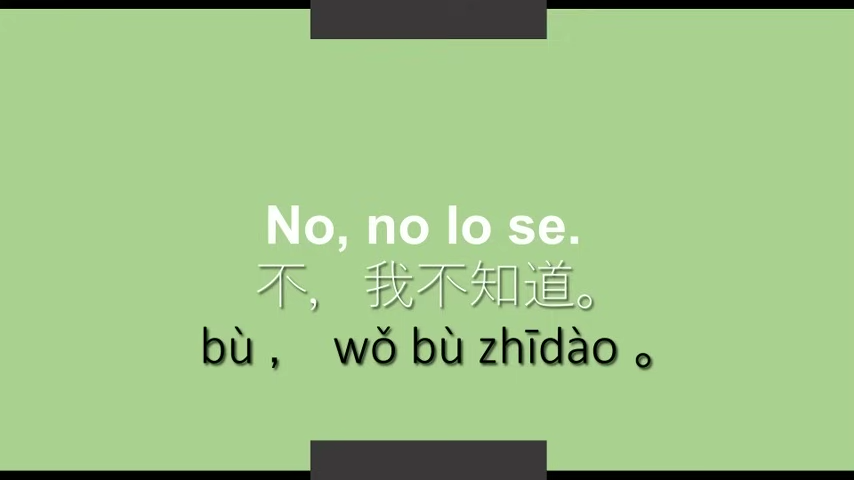 No, no lo se.
不, 我不知道。
bù , wǒ bù zhīdào 。